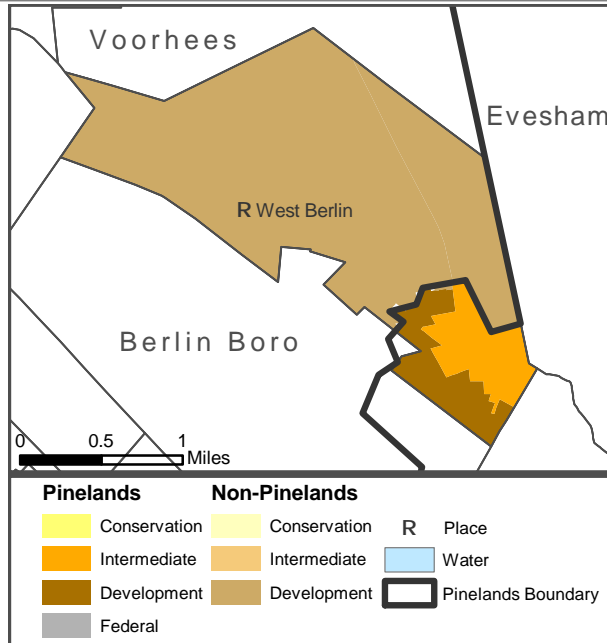 Voorhees
Evesham
R West Berlin
Berlin Boro
0 0.5 1
Miles
Pinelands Non-Pinelands
Conservation Conservation R Place
Intermediate Intermediate Water
Development Development Pinelands Boundary
Federal